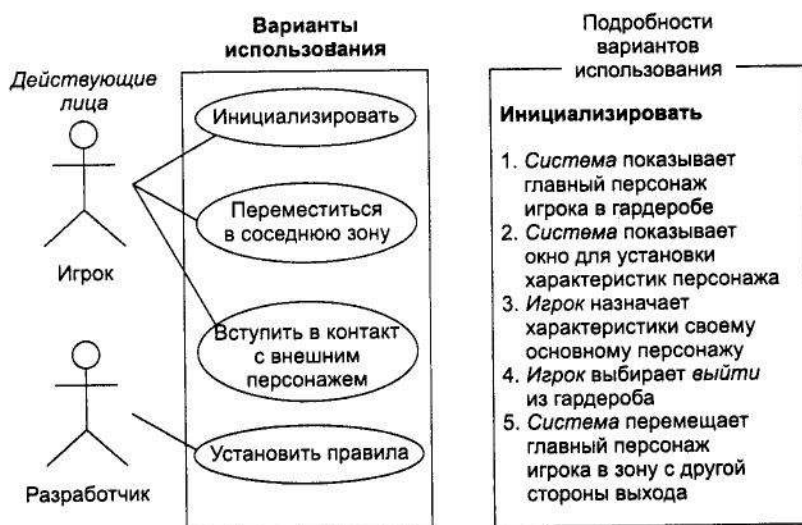 Варианты
использования
Действующие
лица
Инициализировать
Переместиться
в соседнюю зону
Игрок
Вступить в контакт
с внешним
персонажем
Установить правила
Разработчик
Подробности
вариантов
использования
Инициализировать
1. Система показывает
главный персонаж
игрока в гардеробе
2. Система показывает
окно для установки
характеристик персонажа
3. Игрок назначает
характеристики своему
основному персонажу
4. Игрок выбирает выйти
из гардероба
5. Система перемещает
главный персонаж
игрока в зону с другой
стороны выхода